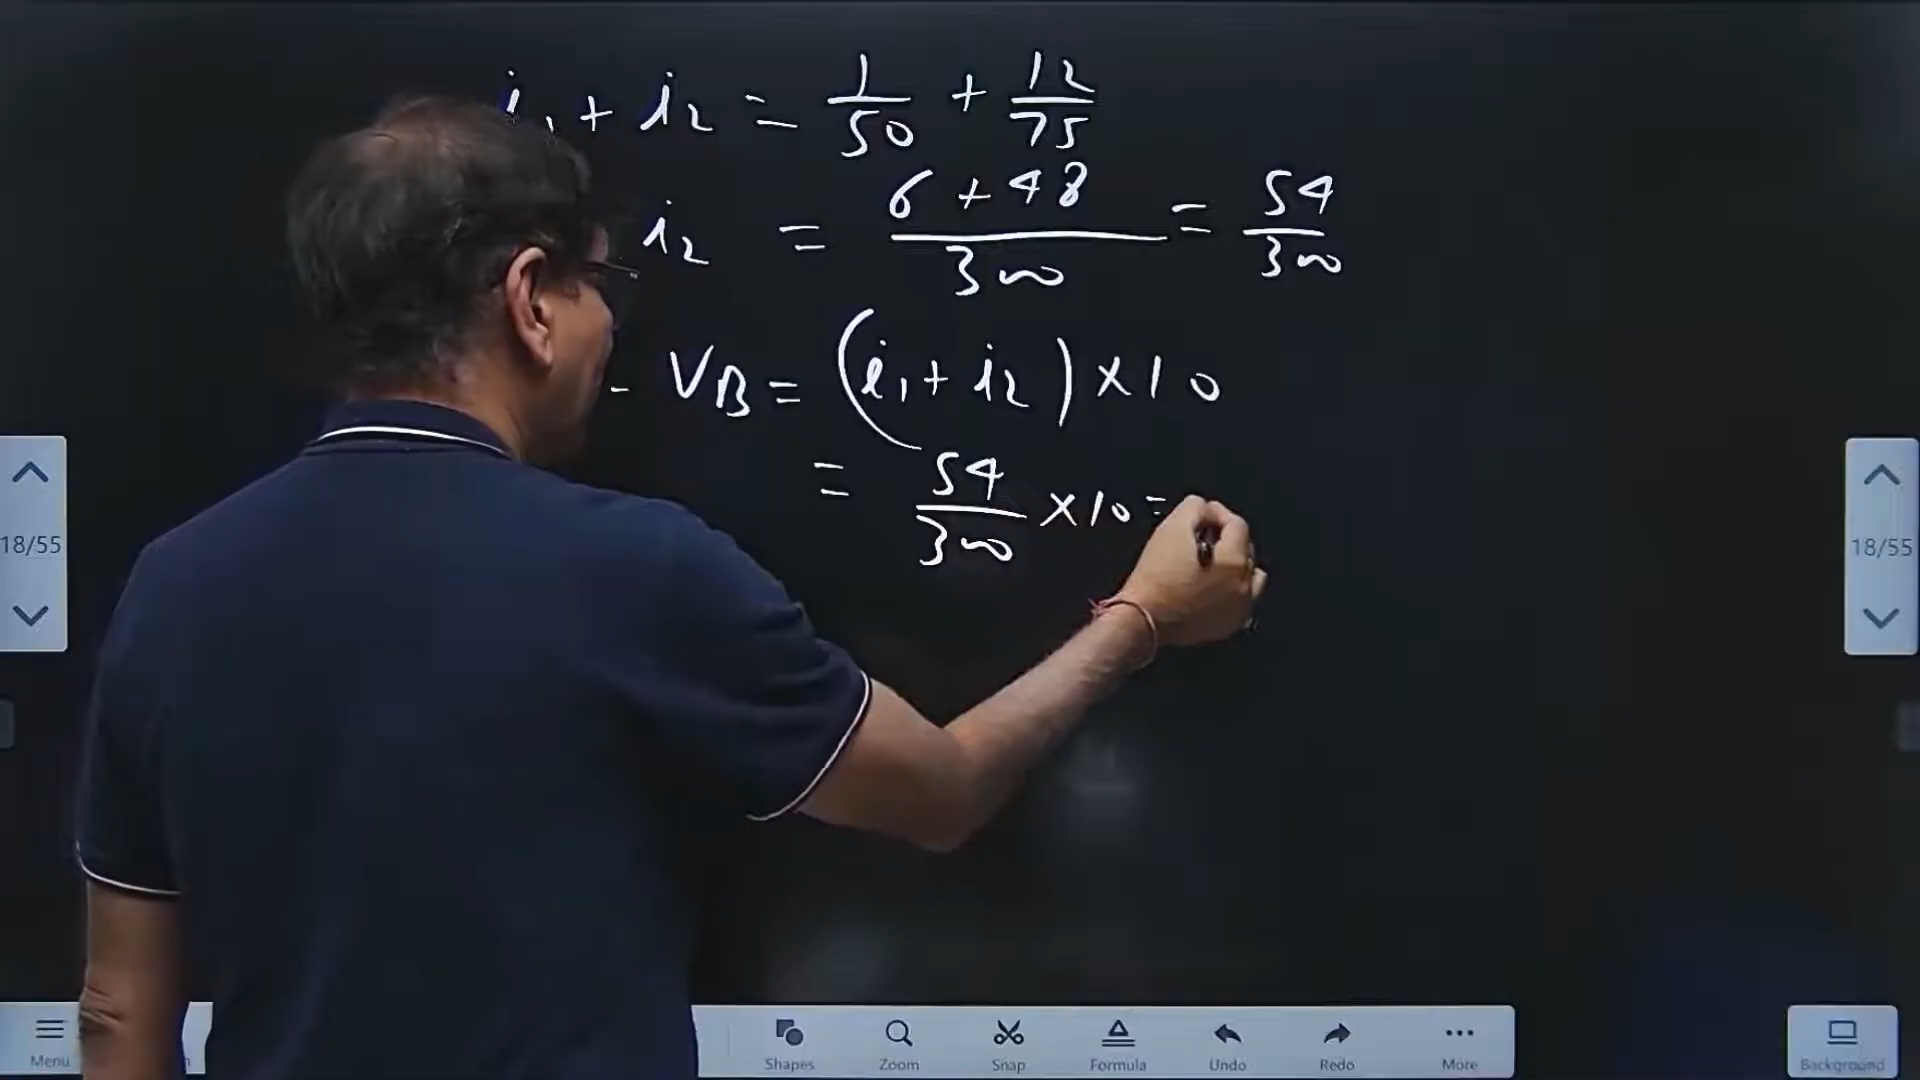 i₁ + i₂ = 1/50 + 12/75
i₂ = (6 + 48)/300 = 54/300
- VB = (i₁ + i₂) × 10
= 54/300 × 10 =
18/55
18/55
Menu
Shapes
Zoom
Snap
Formula
Undo
Redo
More
Background